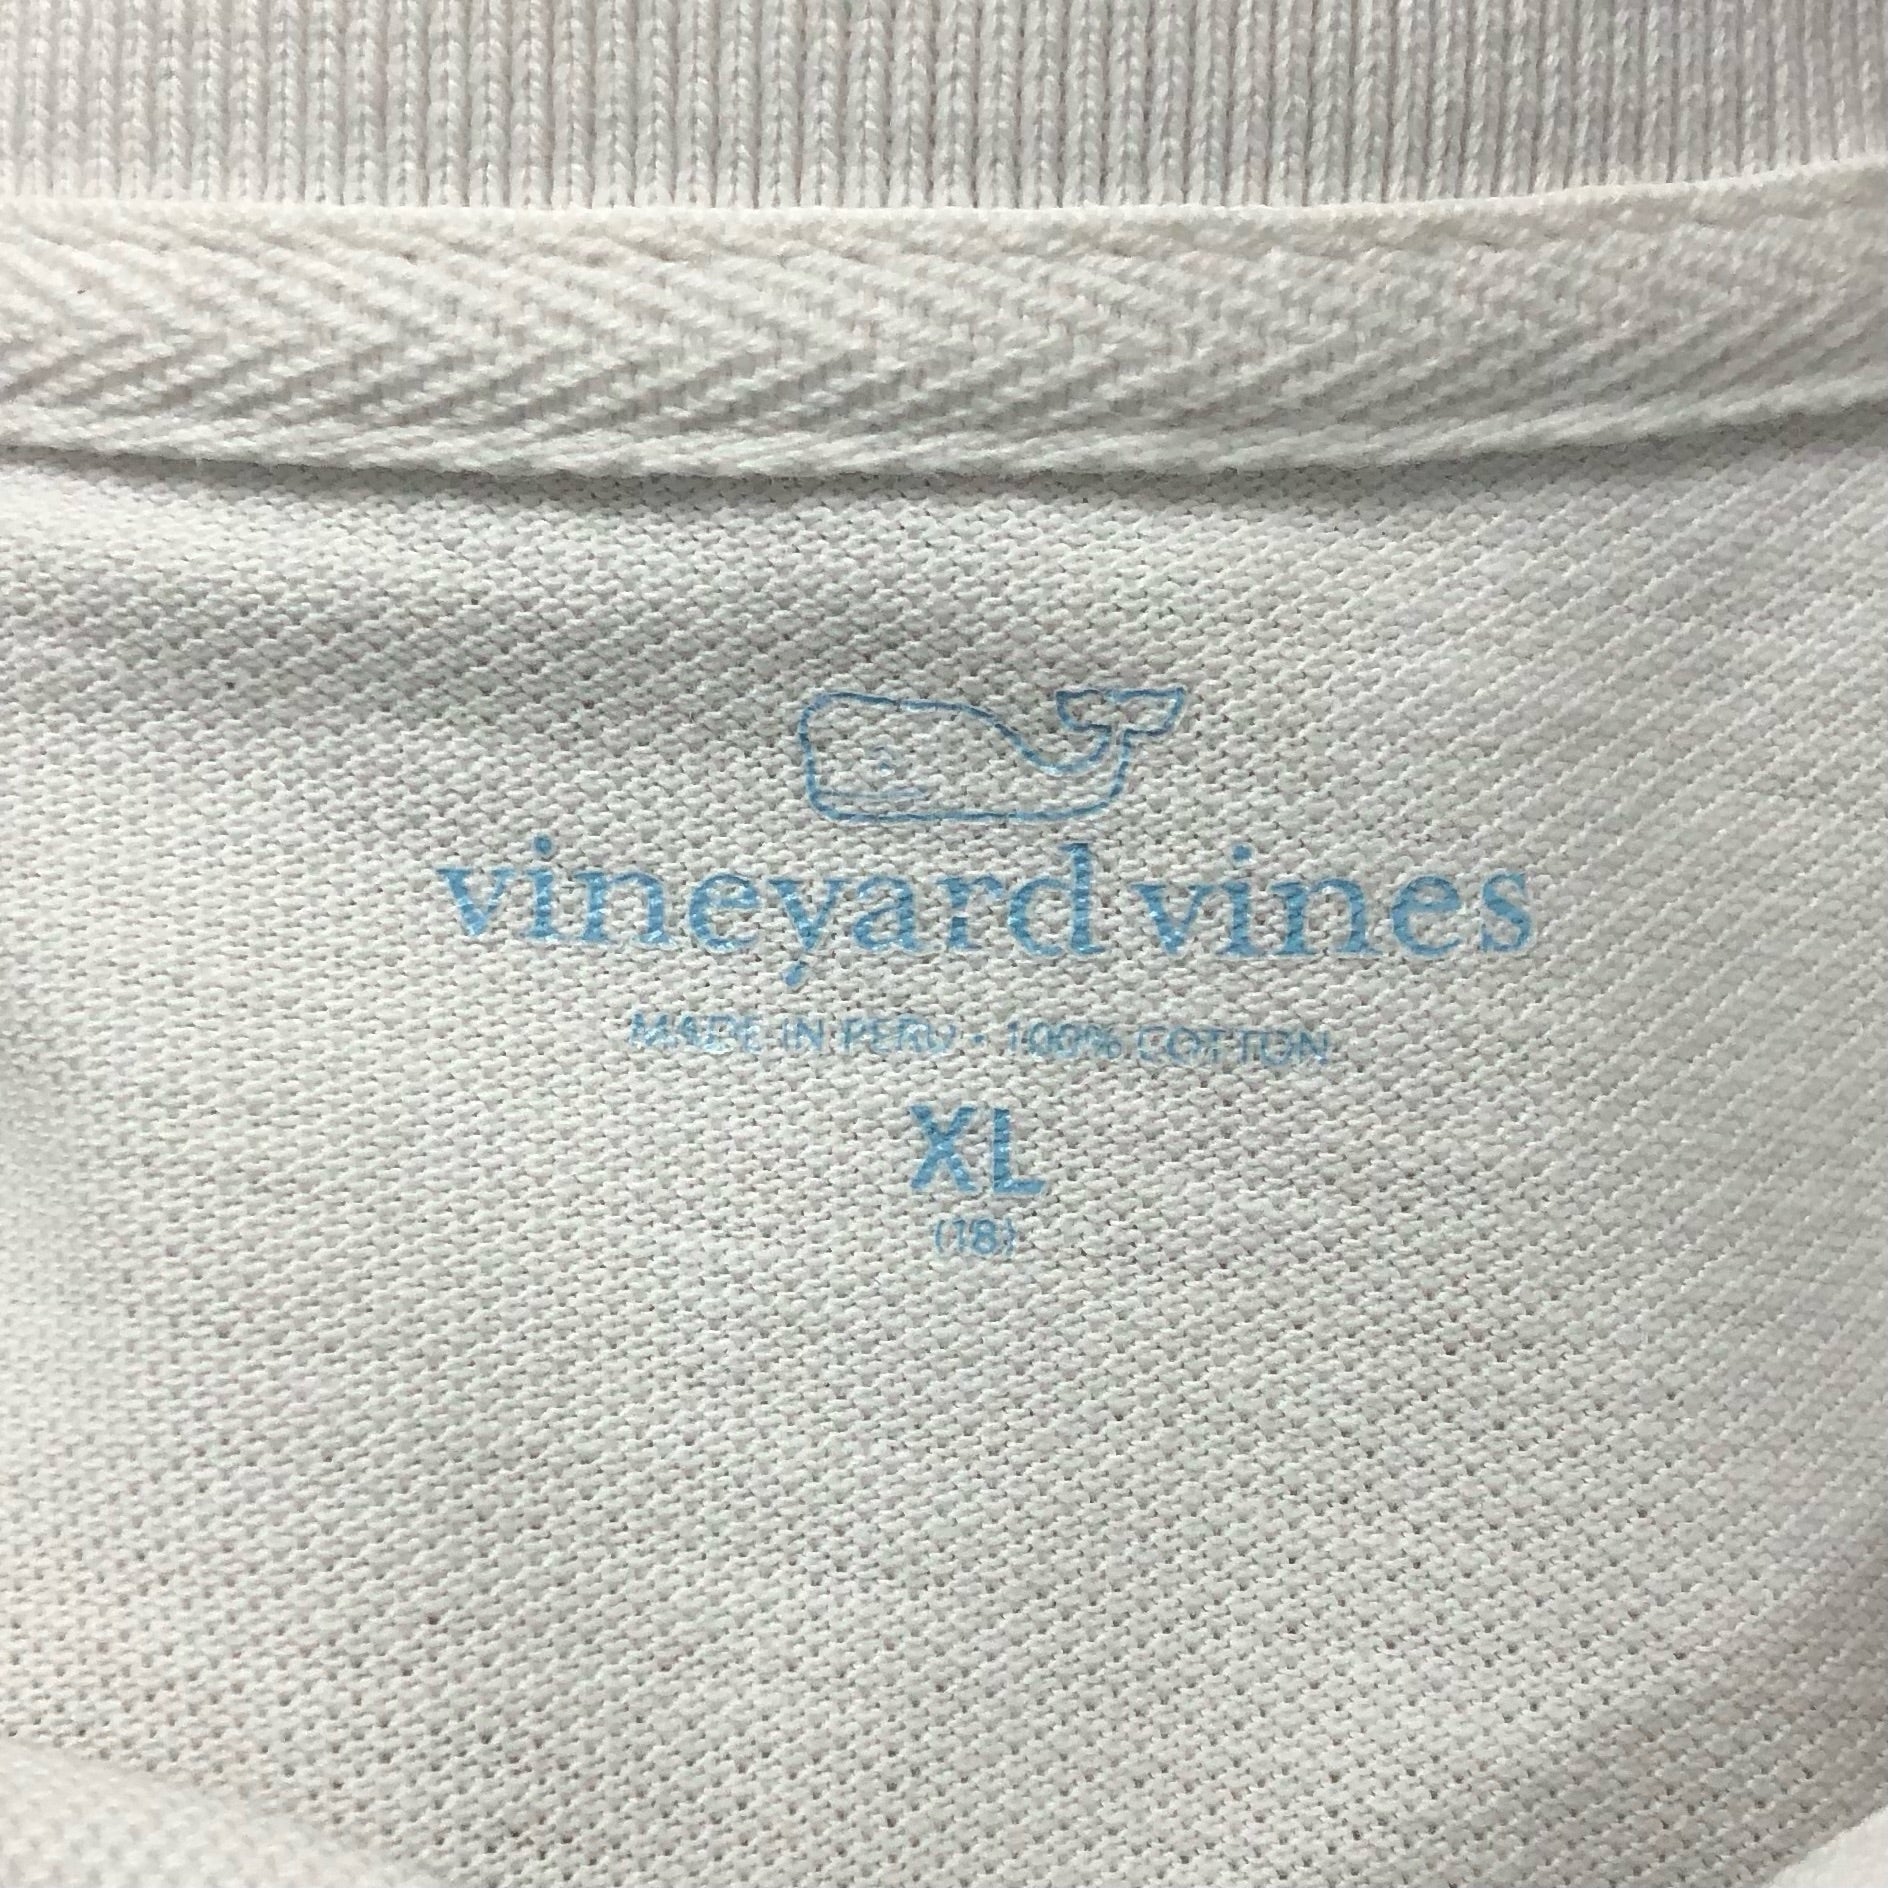 vineyard vines
MADE IN PERU • 100% COTTON
XL
(18)